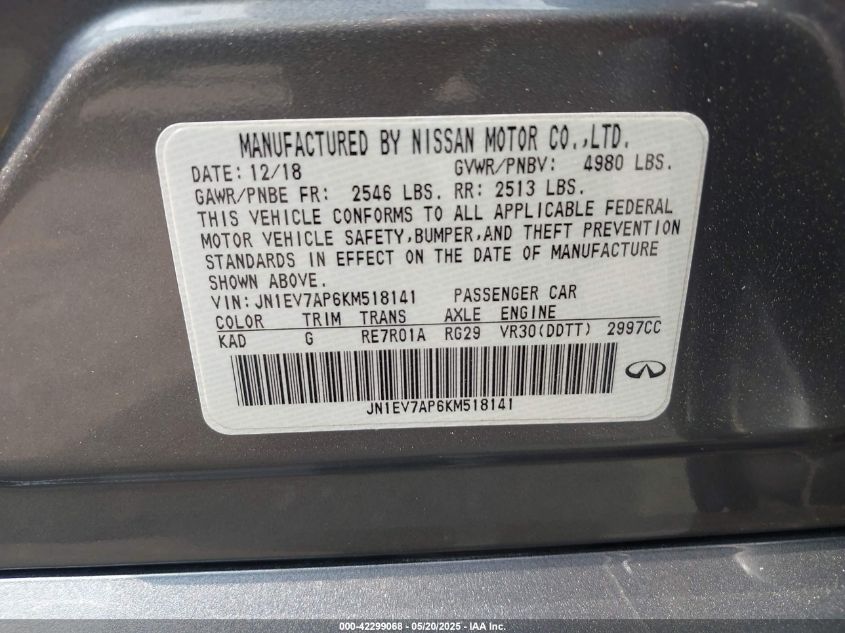 MANUFACTURED BY NISSAN MOTOR CO.,LTD.
DATE: 12/18 GVWR/PNBV: 4980 LBS.
GAWR/PNBE FR: 2546 LBS. RR: 2513 LBS.
THIS VEHICLE CONFORMS TO ALL APPLICABLE FEDERAL
MOTOR VEHICLE SAFETY,BUMPER,AND THEFT PREVENTION
STANDARDS IN EFFECT ON THE DATE OF MANUFACTURE
SHOWN ABOVE.
VIN:JN1EV7AP6KM518141 PASSENGER CAR
COLOR TRIM TRANS AXLE ENGINE
KAD G RE7R01A RG29 VR30(DDTT) 2997CC
JN1EV7AP6KM518141
000-42299068 - 05/20/2025 - IAA